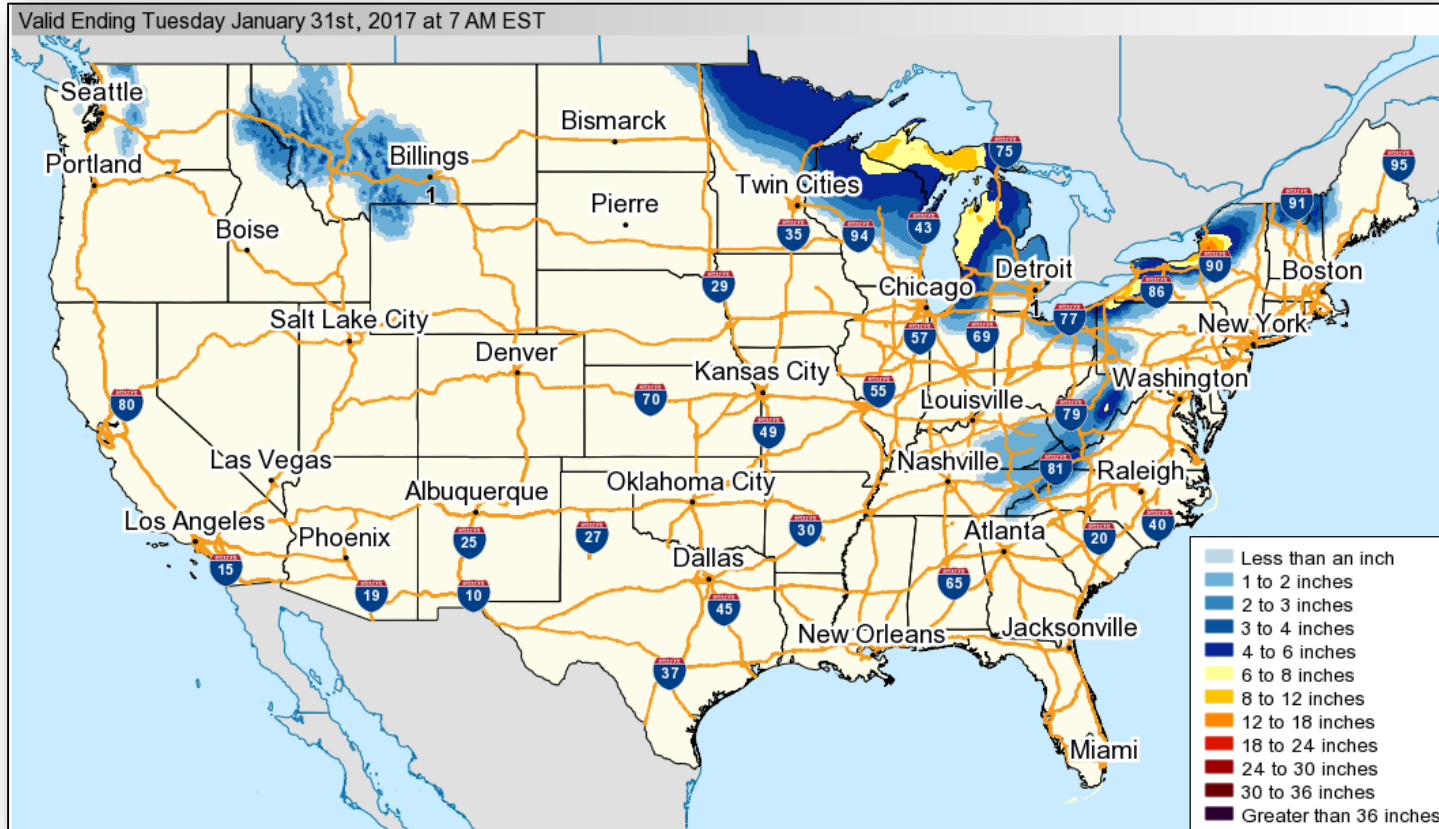 Valid Ending Tuesday January 31st, 2017 at 7 AM EST
Seattle
Portland
Billings
1
Bismarck
75
95
Twin Cities
Pierre
Boise
35
94
43
91
Detroit
1
90
Boston
86
29
Chicago
77
New York
Salt Lake City
57
69
Denver
Kansas City
Washington
80
70
55
Louisville
79
49
Las Vegas
Nashville
81
Raleigh
Albuquerque
Oklahoma City
Los Angeles
Phoenix
25
27
30
Atlanta
20
40
15
Dallas
19
10
45
65
New Orleans
Jacksonville
37
Miami
Less than an inch
1 to 2 inches
2 to 3 inches
3 to 4 inches
4 to 6 inches
6 to 8 inches
8 to 12 inches
12 to 18 inches
18 to 24 inches
24 to 30 inches
30 to 36 inches
Greater than 36 inches